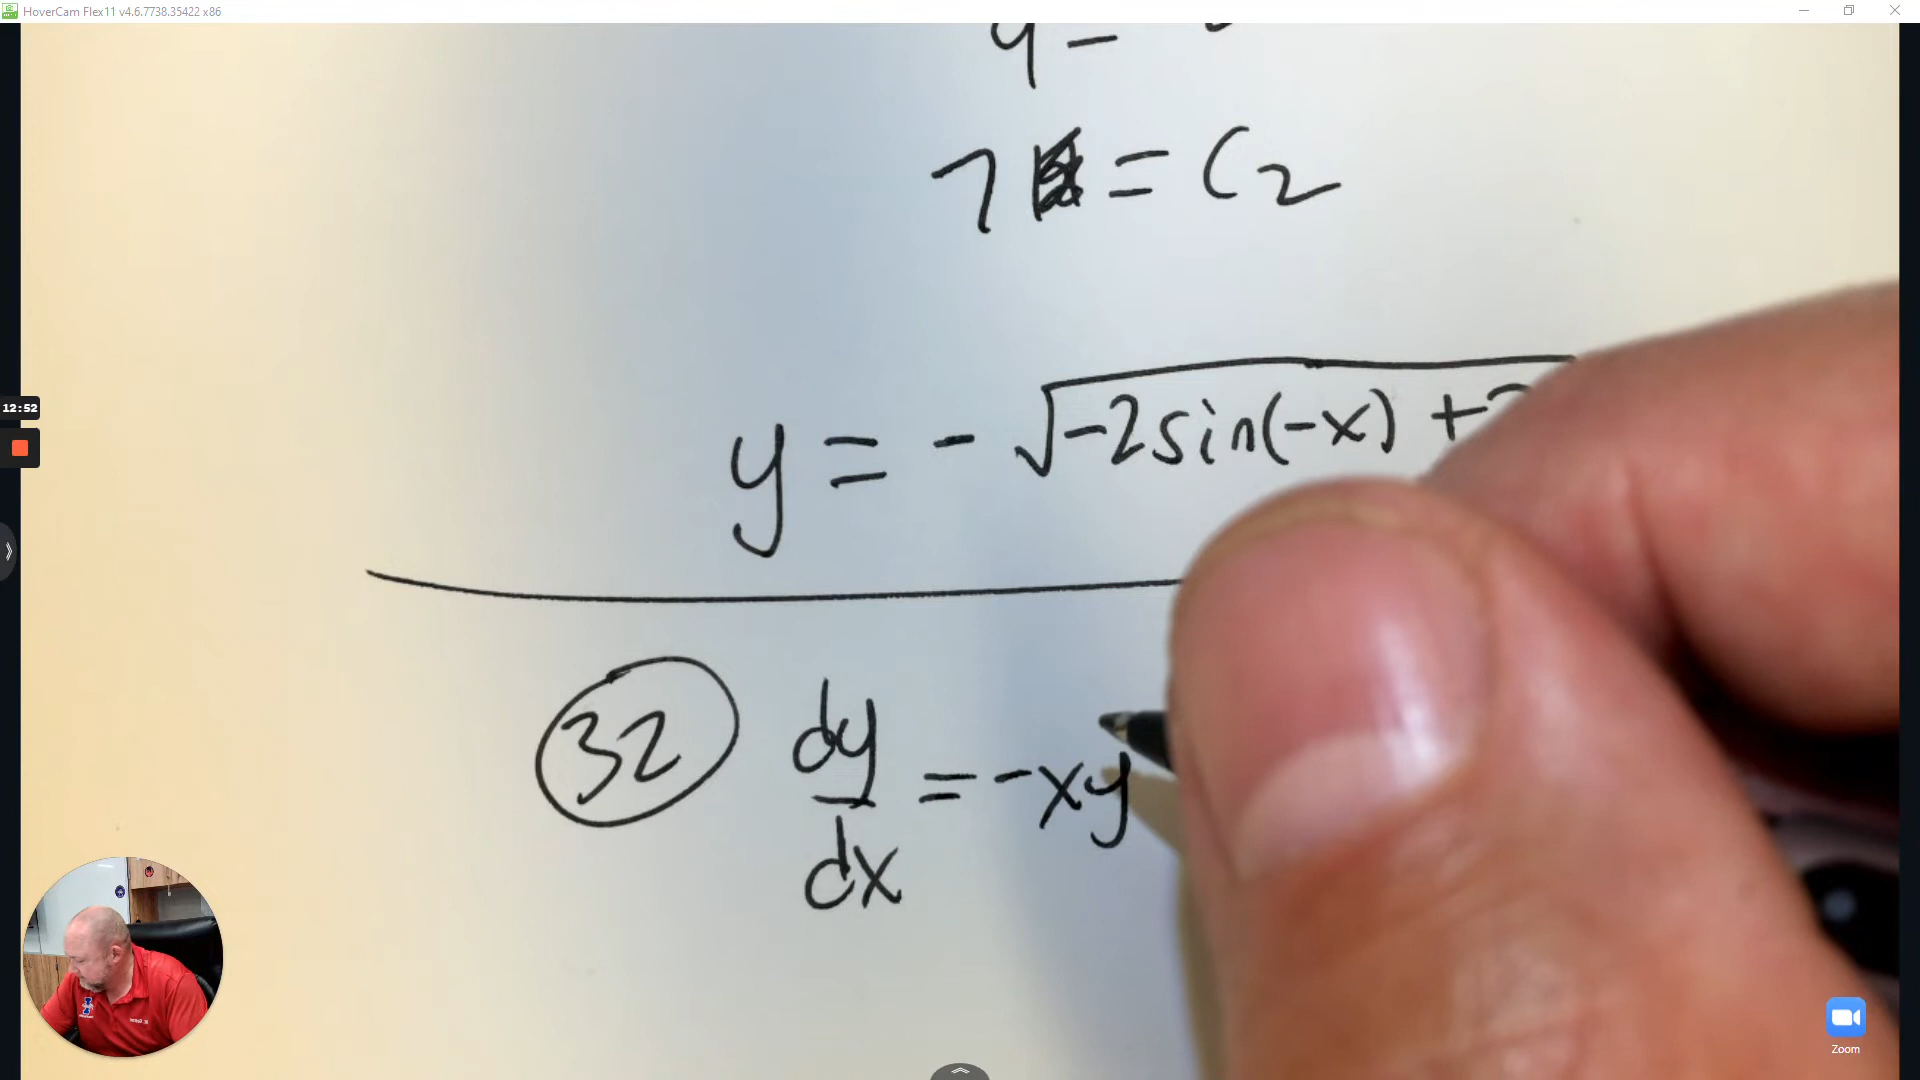 HoverCam Flex11 v4.6.7738.35422 x86
7 = C2
y = - √-2sin(-x) +
12:52
32 dy/dx = -xy
Zoom